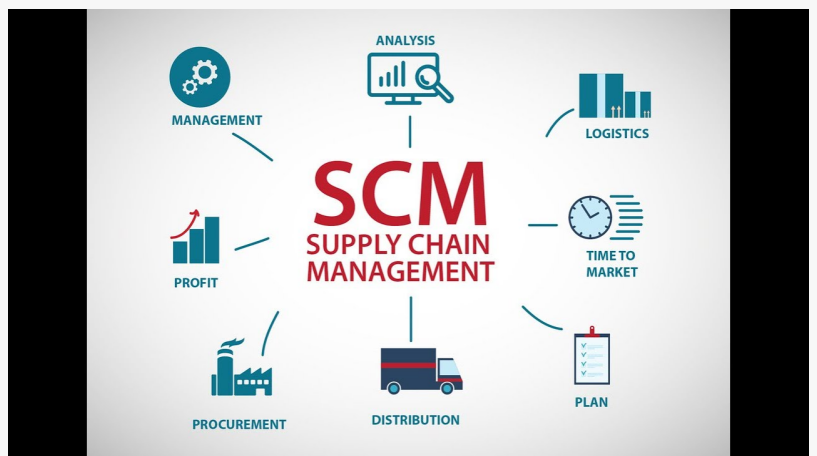 ANALYSIS
MANAGEMENT
LOGISTICS
SCM
SUPPLY CHAIN
MANAGEMENT
TIME TO
MARKET
PROFIT
PLAN
DISTRIBUTION
PROCUREMENT